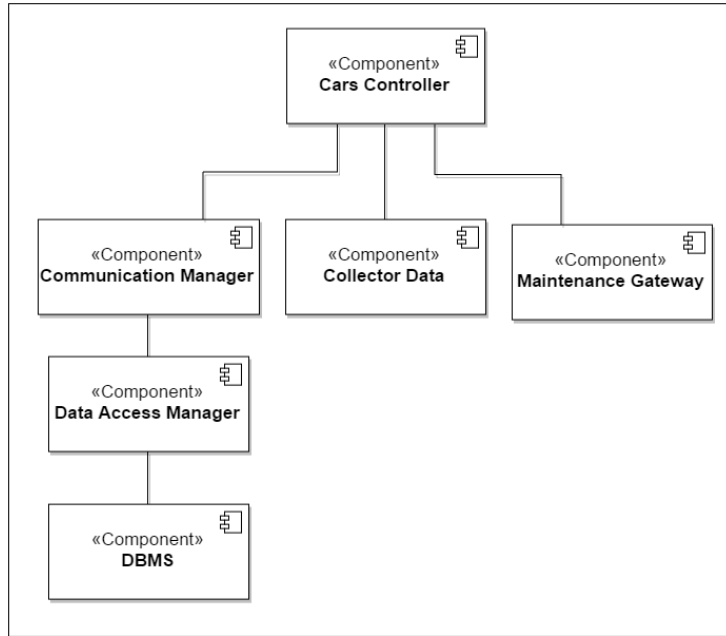 «Component»
Cars Controller
«Component»
Communication Manager
«Component»
Collector Data
«Component»
Maintenance Gateway
«Component»
Data Access Manager
«Component»
DBMS